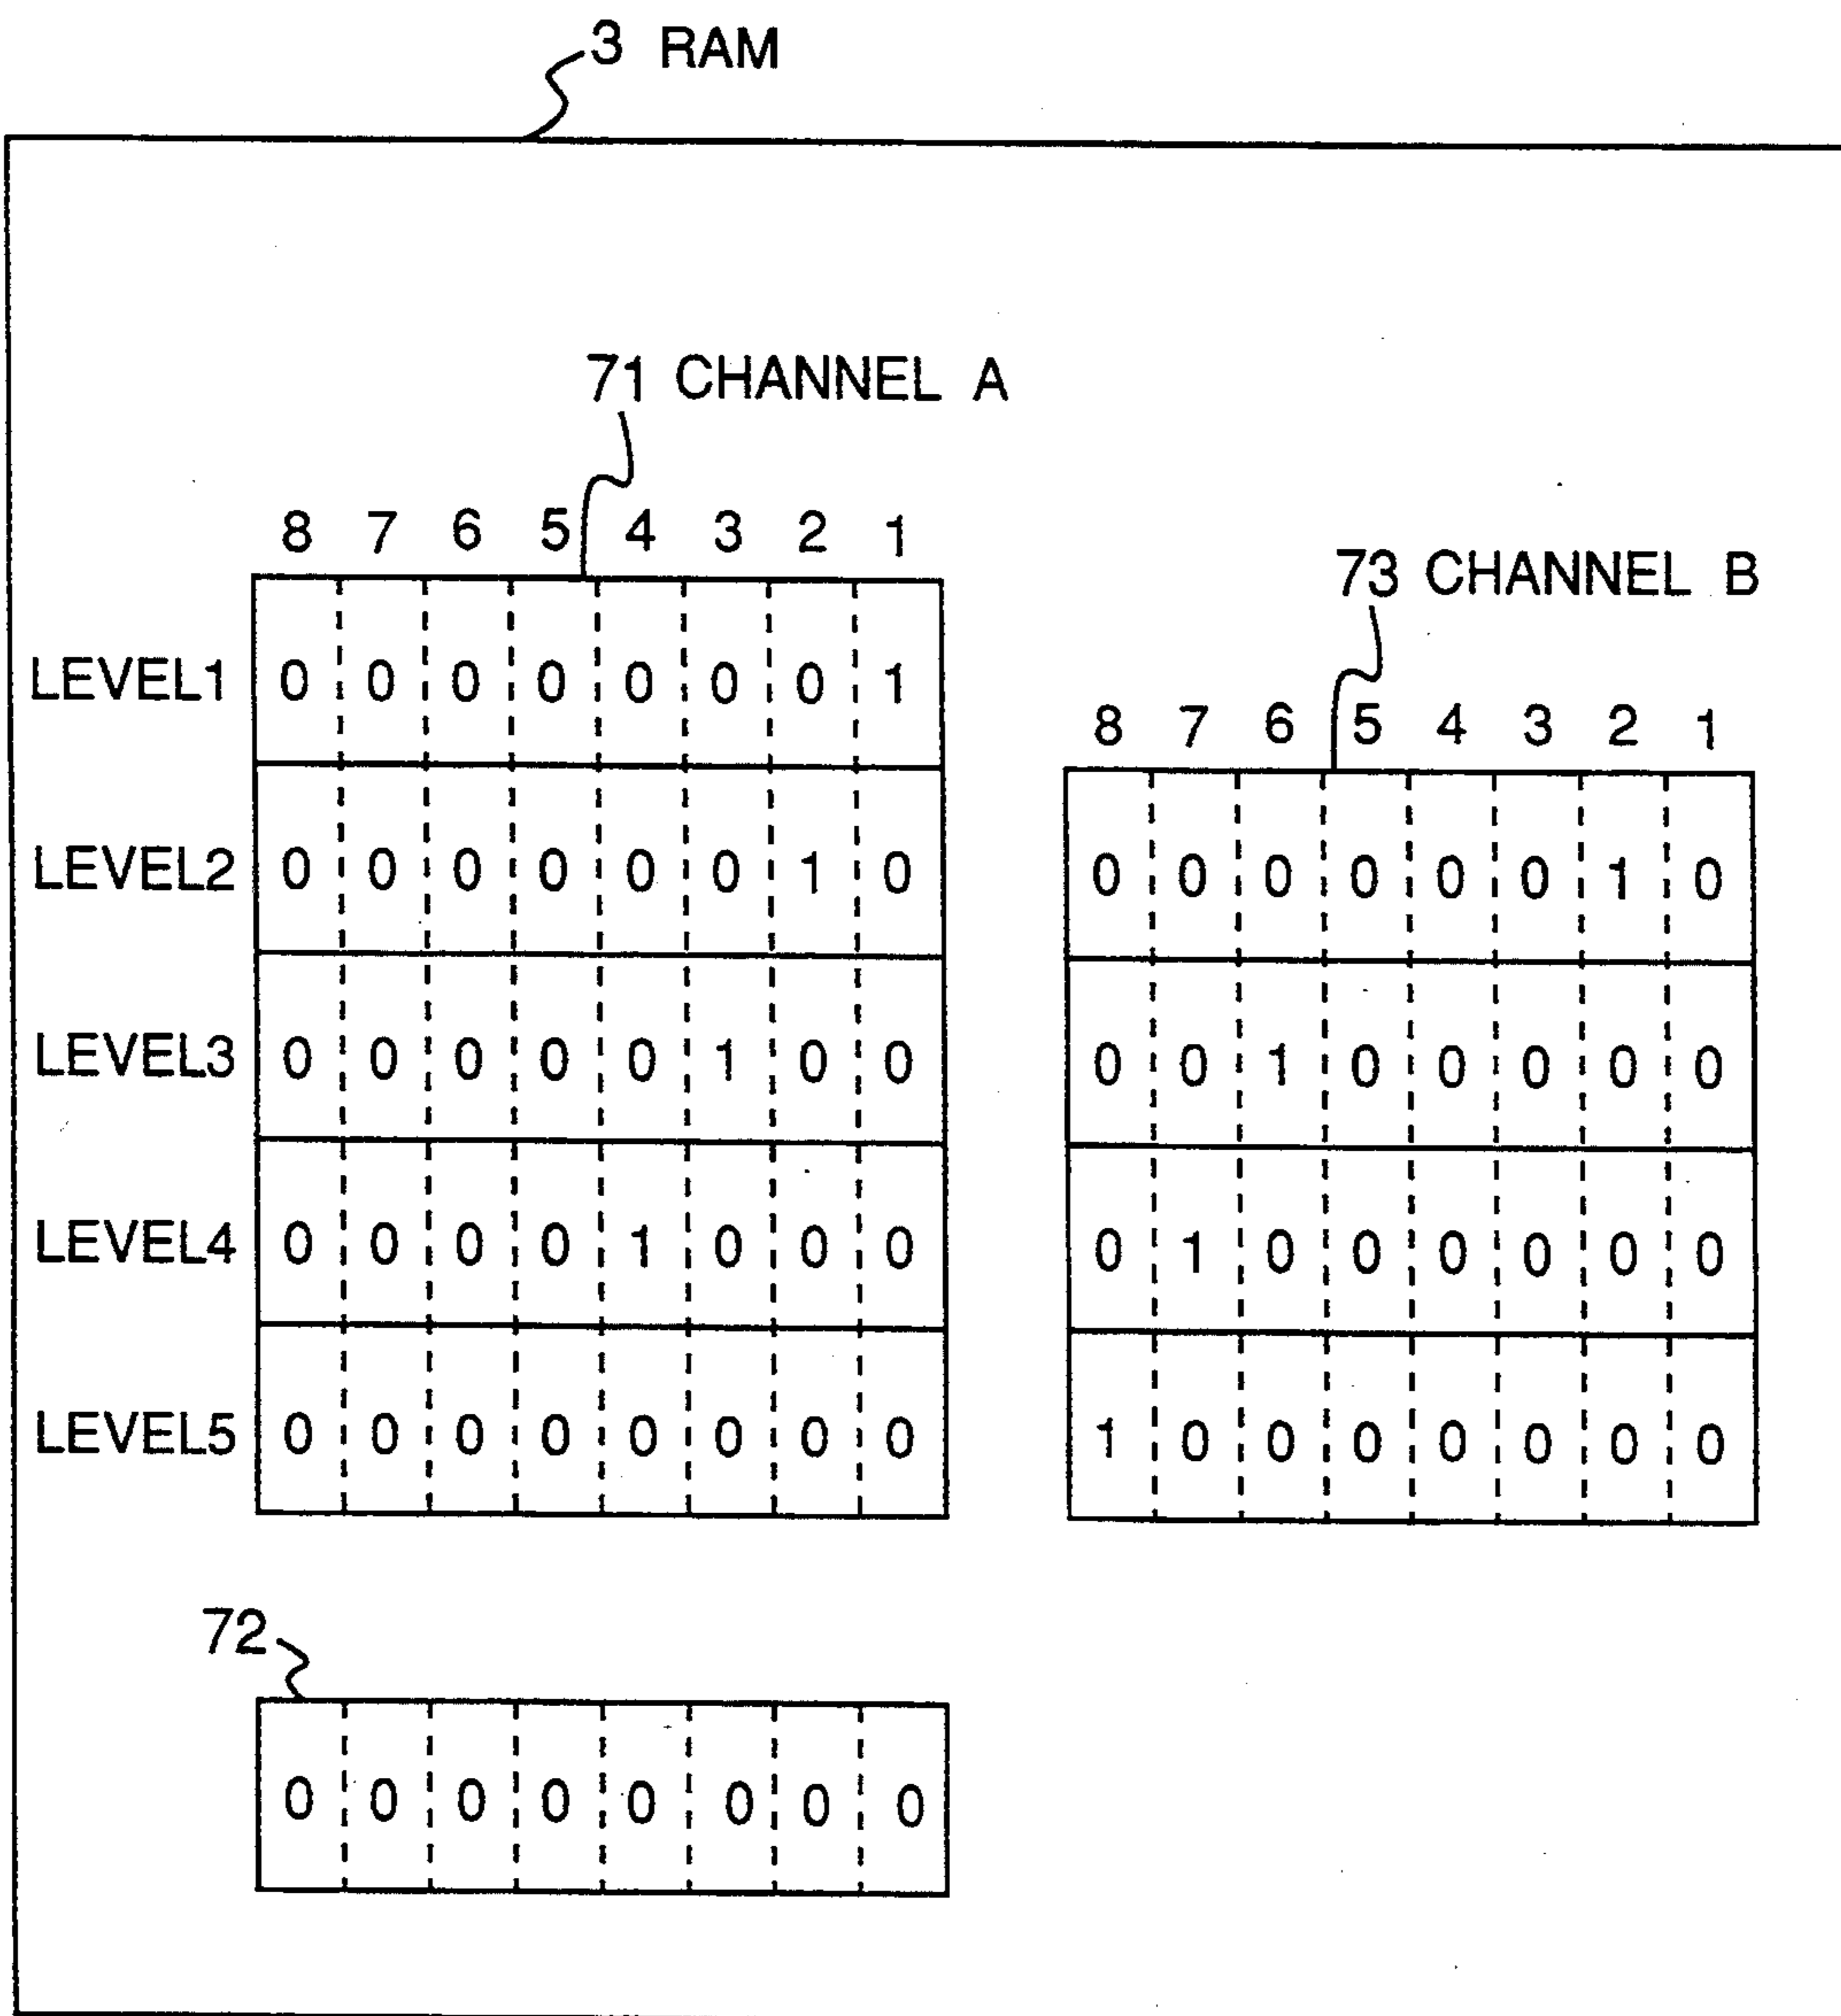 3 RAM
71 CHANNEL A
8 7 6 5 4 3 2 1
LEVEL1 0 0 0 0 0 0 0 1
LEVEL2 0 0 0 0 0 0 1 0
LEVEL3 0 0 0 0 0 1 0 0
LEVEL4 0 0 0 0 1 0 0 0
LEVEL5 0 0 0 0 0 0 0 0
73 CHANNEL B
8 7 6 5 4 3 2 1
0 0 0 0 0 0 1 0
0 0 1 0 0 0 0 0
0 1 0 0 0 0 0 0
1 0 0 0 0 0 0 0
72
0 0 0 0 0 0 0 0